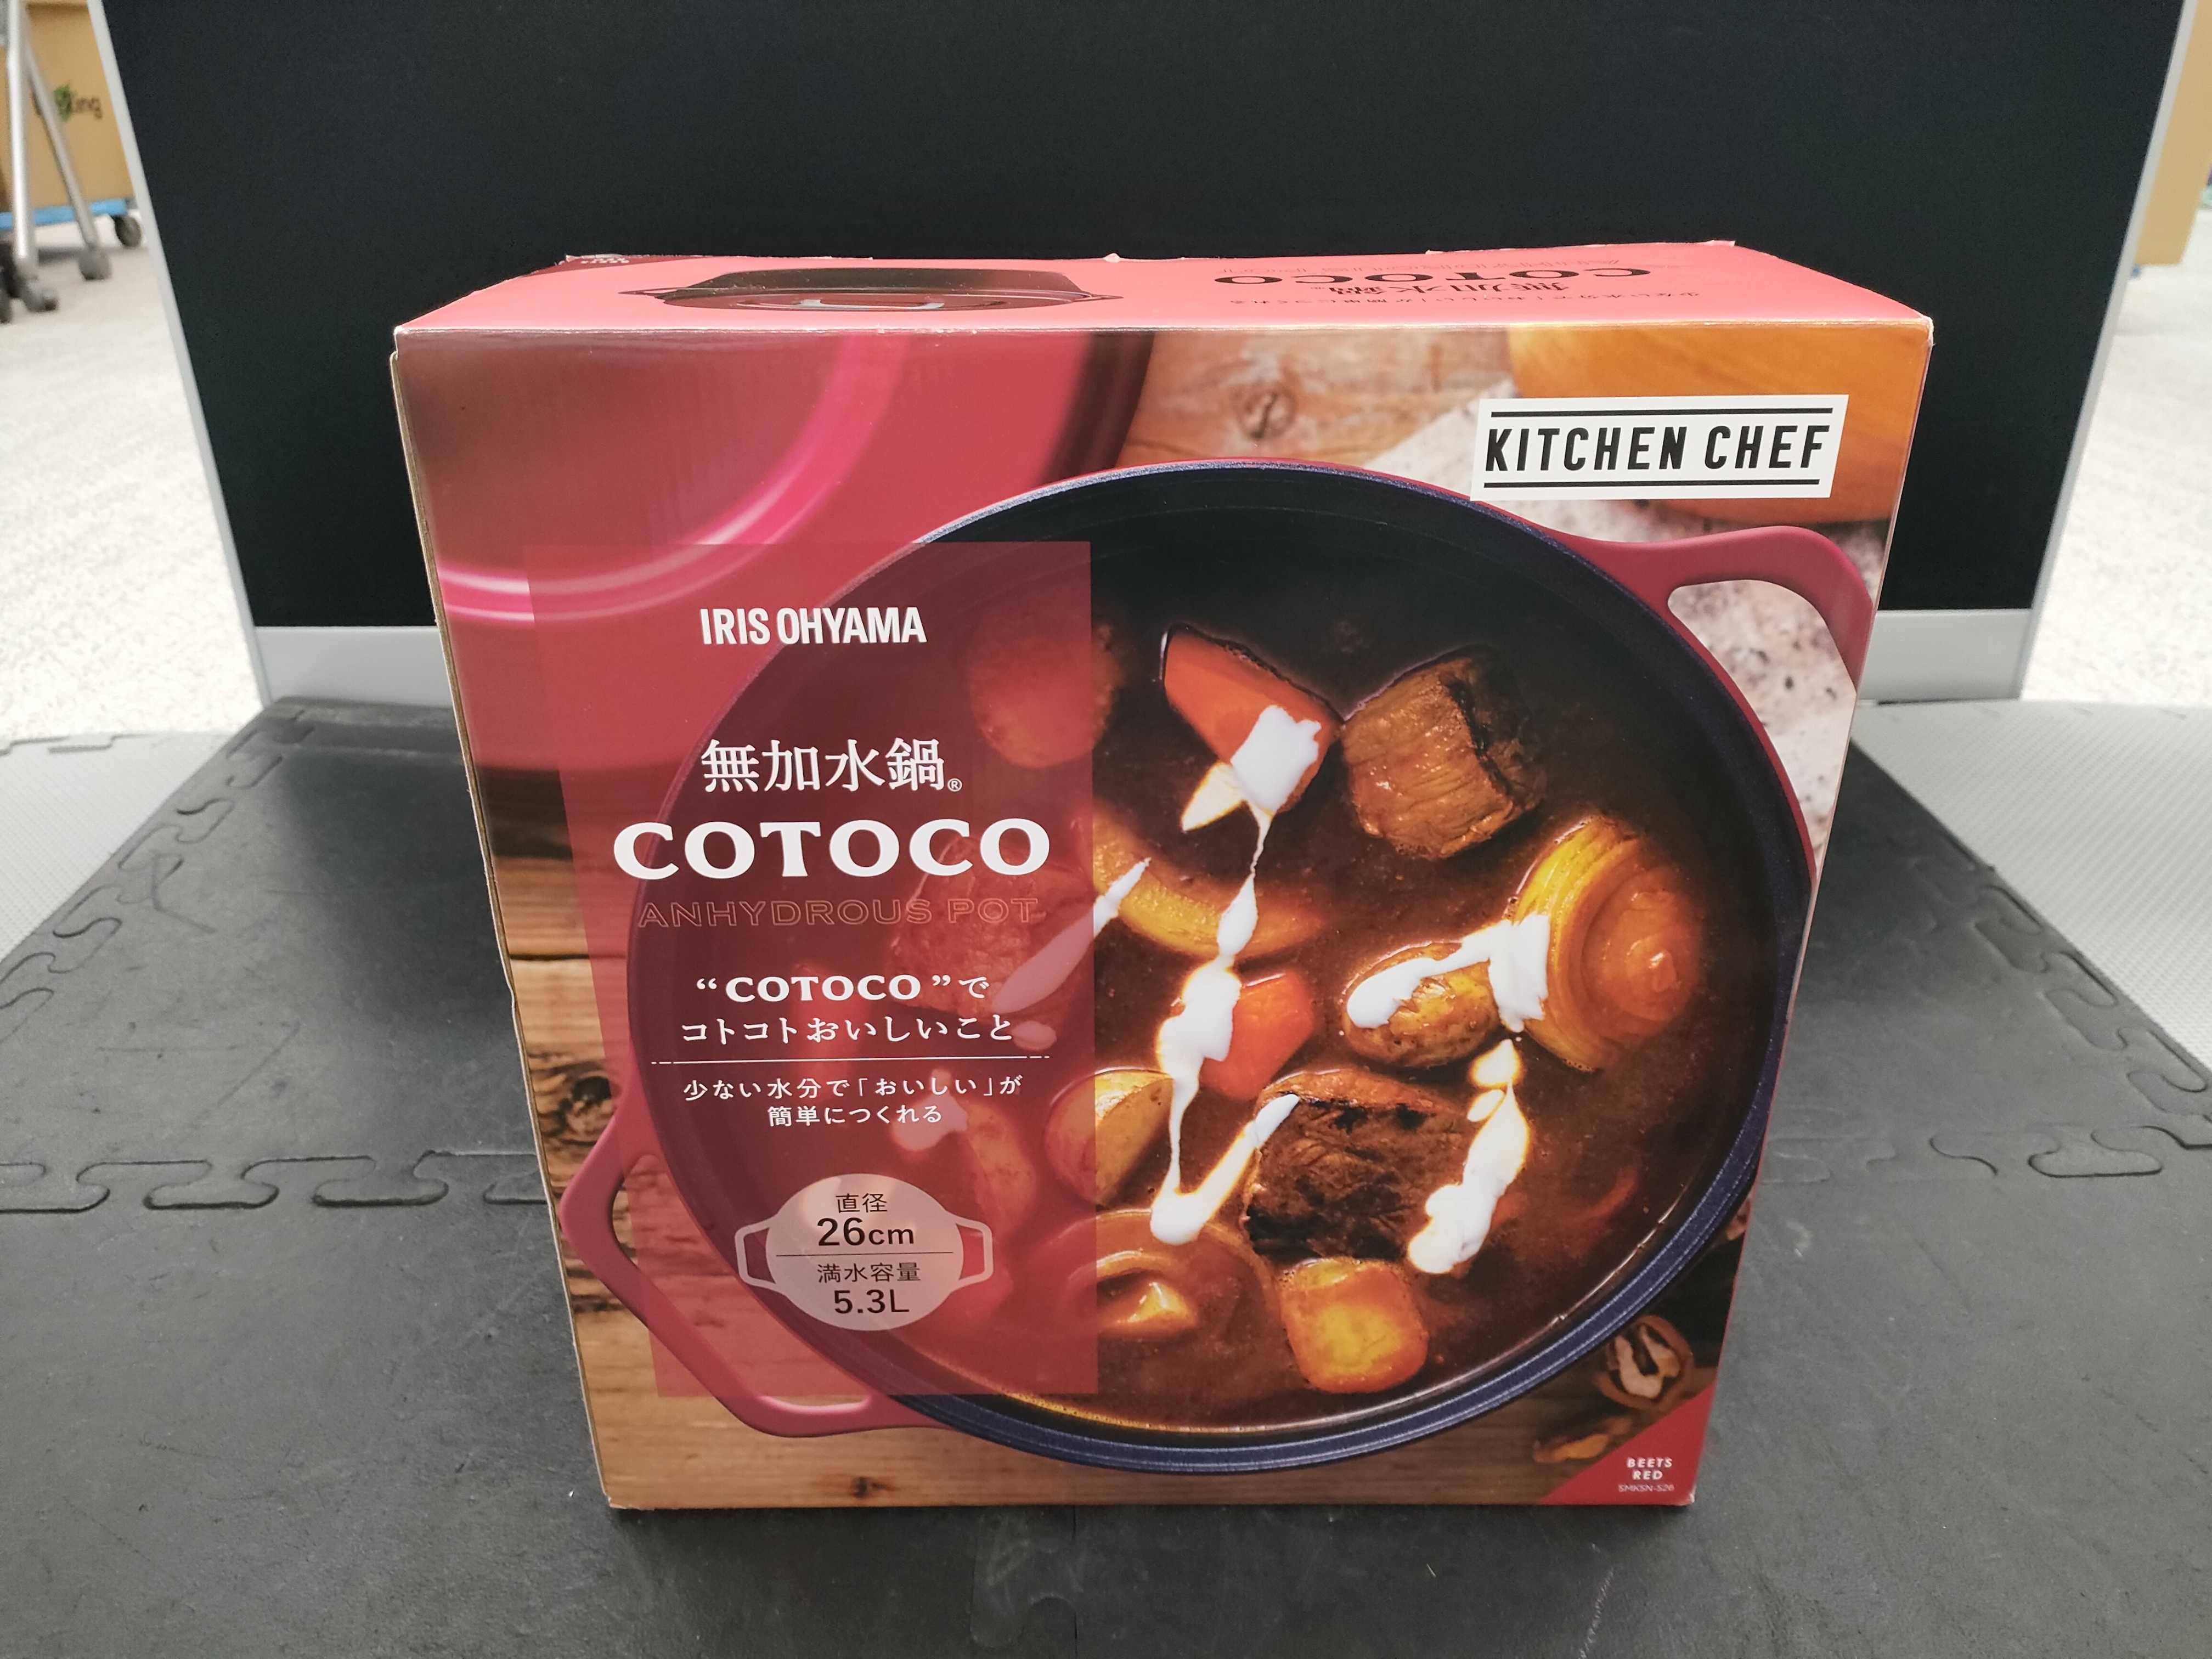 COTOCO
無加水鍋
KITCHEN CHEF
IRIS OHYAMA
無加水鍋®
COTOCO
ANHYDROUS POT
“COTOCO”で
コトコトおいしいこと
少ない水分で「おいしい」が
簡単につくれる
直径
26cm
満水容量
5.3L
BEETS
RED
SMKSN-S26